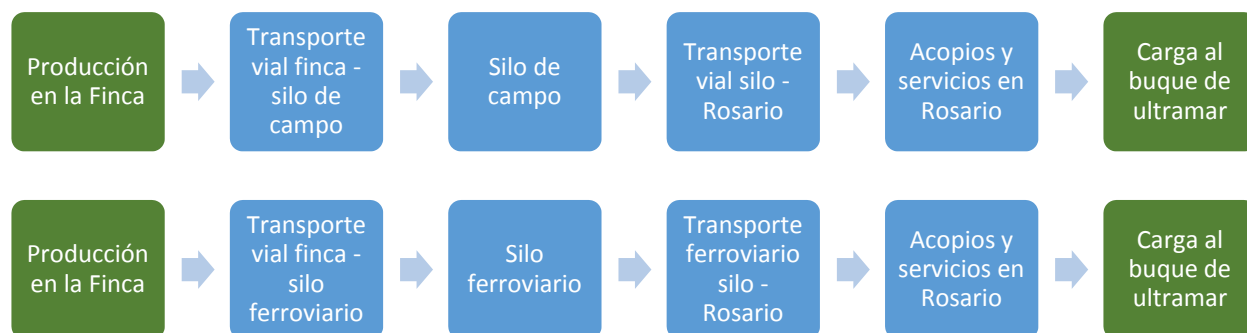 Producción
en la Finca
Transporte
vial finca -
silo de
campo
Silo de
campo
Transporte
vial silo -
Rosario
Acopios y
servicios en
Rosario
Carga al
buque de
ultramar
Producción
en la Finca
Transporte
vial finca -
silo
ferroviario
Silo
ferroviario
Transporte
ferroviario
silo -
Rosario
Acopios y
servicios en
Rosario
Carga al
buque de
ultramar